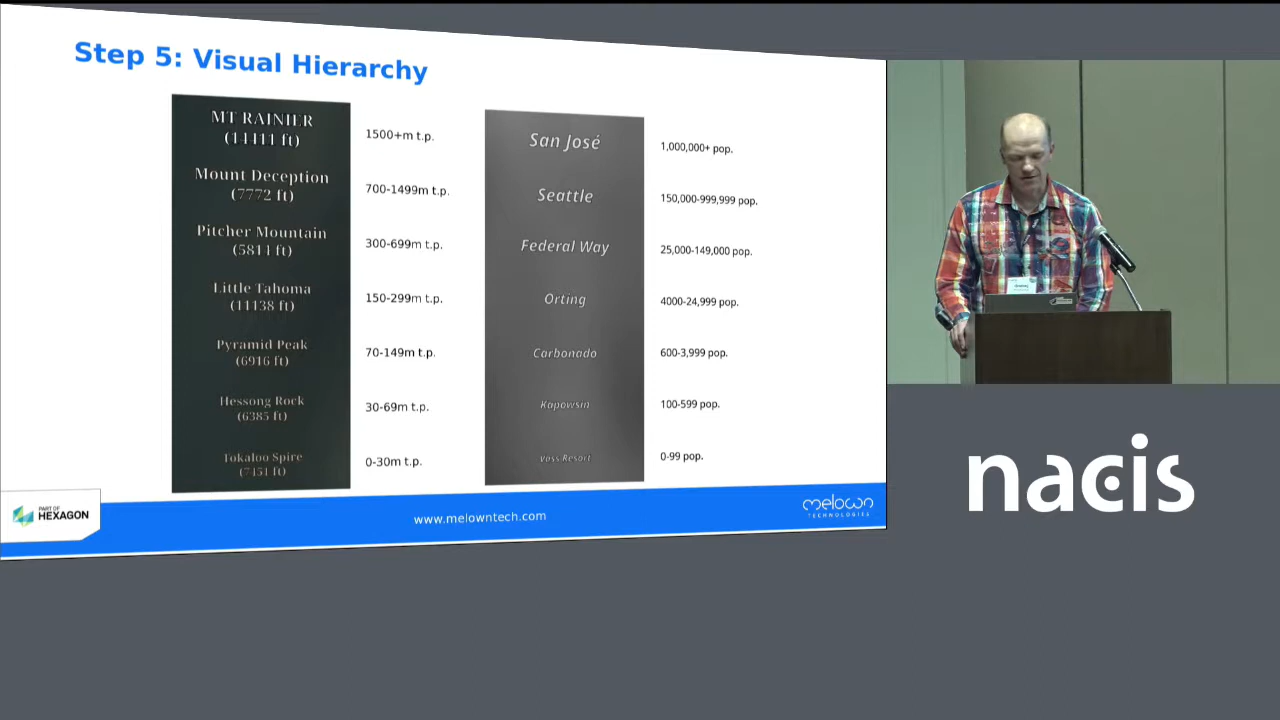 Step 5: Visual Hierarchy
MT RAINIER
(14411 ft)
1500+m t.p.
Mount Deception
(7772 ft)
700-1499m t.p.
Pitcher Mountain
(5811 ft)
300-699m t.p.
Little Tahoma
(11138 ft)
150-299m t.p.
Pyramid Peak
(6916 ft)
70-149m t.p.
Hessong Rock
(6385 ft)
30-69m t.p.
Tokaloo Spire
(7451 ft)
0-30m t.p.
San José
1,000,000+ pop.
Seattle
150,000-999,999 pop.
Federal Way
25,000-149,000 pop.
Orting
4000-24,999 pop.
Carbonado
600-3,999 pop.
Kapowsin
100-599 pop.
Voss Resort
0-99 pop.
PART OF
HEXAGON
www.melowntech.com
melown
TECHNOLOGIES
nacis